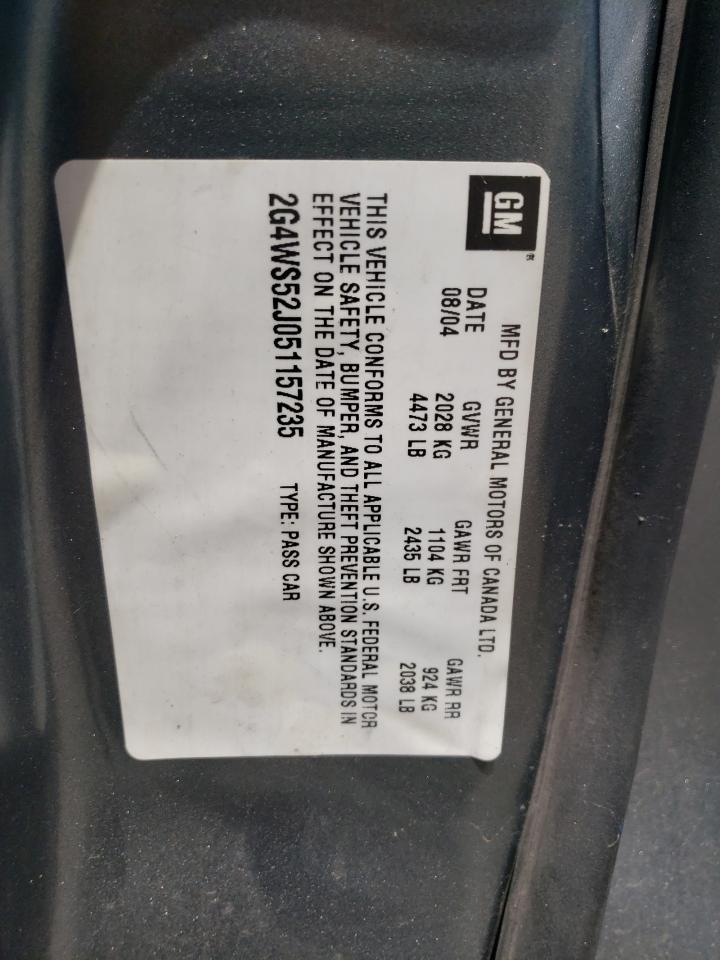 GM®
MFD BY GENERAL MOTORS OF CANADA LTD.
DATE GVWR GAWR FRT GAWR RR
08/04 2028 KG 1104 KG 924 KG
4473 LB 2435 LB 2038 LB
THIS VEHICLE CONFORMS TO ALL APPLICABLE U.S. FEDERAL MOTOR
VEHICLE SAFETY, BUMPER, AND THEFT PREVENTION STANDARDS IN
EFFECT ON THE DATE OF MANUFACTURE SHOWN ABOVE.
2G4WS52J051157235 TYPE: PASS CAR